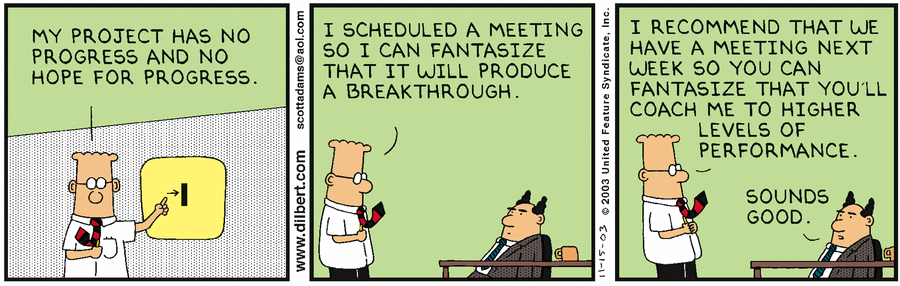 MY PROJECT HAS NO
PROGRESS AND NO
HOPE FOR PROGRESS.
www.dilbert.com
scottadams@aol.com
I SCHEDULED A MEETING
SO I CAN FANTASIZE
THAT IT WILL PRODUCE
A BREAKTHROUGH.
11-15-03
© 2003 United Feature Syndicate, Inc.
I RECOMMEND THAT WE
HAVE A MEETING NEXT
WEEK SO YOU CAN
FANTASIZE THAT YOU'LL
COACH ME TO HIGHER
LEVELS OF
PERFORMANCE.
SOUNDS
GOOD.